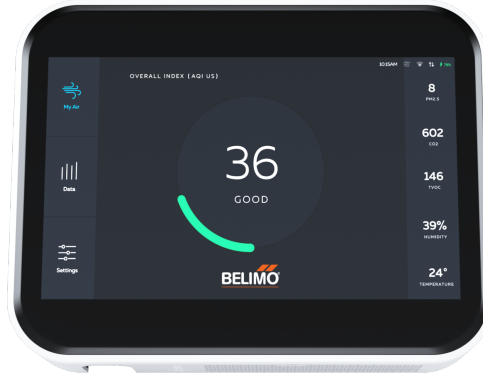 10:15AM
76%
OVERALL INDEX (AQI US)
My Air
Data
Settings
36
GOOD
BELIMO
8
PM2.5
602
CO2
146
TVOC
39%
HUMIDITY
24°
TEMPERATURE